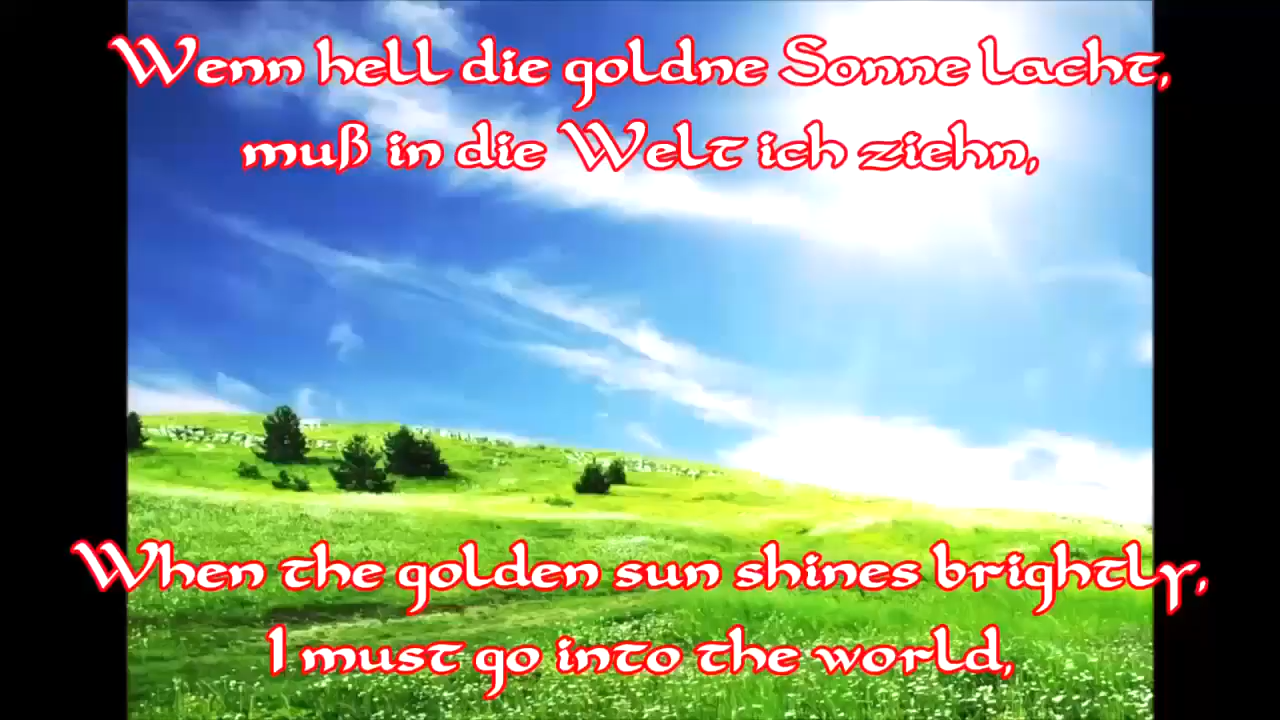 Wenn hell die goldne Sonne lacht,
muß in die Welt ich ziehn,
When the golden sun shines brightly,
I must go into the world,